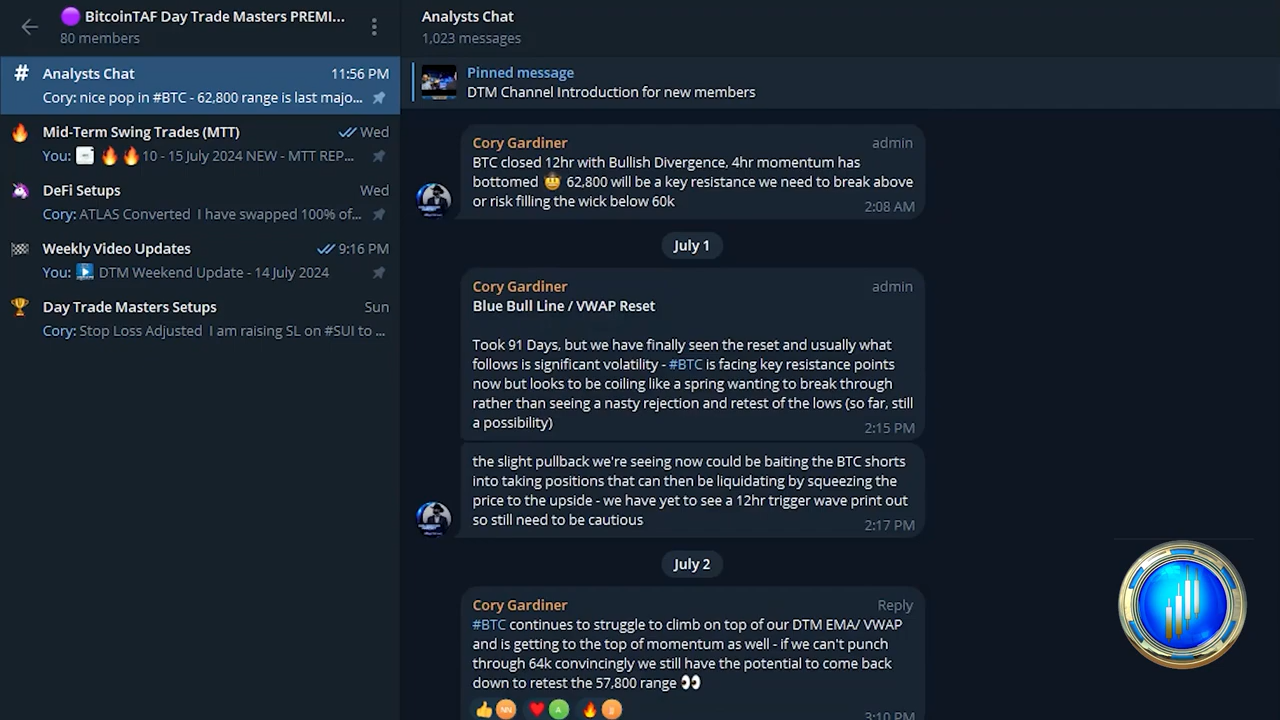 BitcoinTAF Day Trade Masters PREMI...
80 members
Analysts Chat
11:56 PM
Cory: nice pop in #BTC - 62,800 range is last majo...
Mid-Term Swing Trades (MTT)
Wed
You: 10 - 15 July 2024 NEW - MTT REP...
DeFi Setups
Wed
Cory: ATLAS Converted I have swapped 100% of...
Weekly Video Updates
9:16 PM
You: DTM Weekend Update - 14 July 2024
Day Trade Masters Setups
Sun
Cory: Stop Loss Adjusted I am raising SL on #SUI to ...
Analysts Chat
1,023 messages
Pinned message
DTM Channel Introduction for new members
Cory Gardiner
admin
BTC closed 12hr with Bullish Divergence, 4hr momentum has
bottomed 🤠 62,800 will be a key resistance we need to break above
or risk filling the wick below 60k
2:08 AM
July 1
Cory Gardiner
admin
Blue Bull Line / VWAP Reset
Took 91 Days, but we have finally seen the reset and usually what
follows is significant volatility - #BTC is facing key resistance points
now but looks to be coiling like a spring wanting to break through
rather than seeing a nasty rejection and retest of the lows (so far, still
a possibility)
2:15 PM
the slight pullback we're seeing now could be baiting the BTC shorts
into taking positions that can then be liquidating by squeezing the
price to the upside - we have yet to see a 12hr trigger wave print out
so still need to be cautious
2:17 PM
July 2
Cory Gardiner
Reply
#BTC continues to struggle to climb on top of our DTM EMA/ VWAP
and is getting to the top of momentum as well - if we can't punch
through 64k convincingly we still have the potential to come back
down to retest the 57,800 range 👀
NN
A
3:10 PM